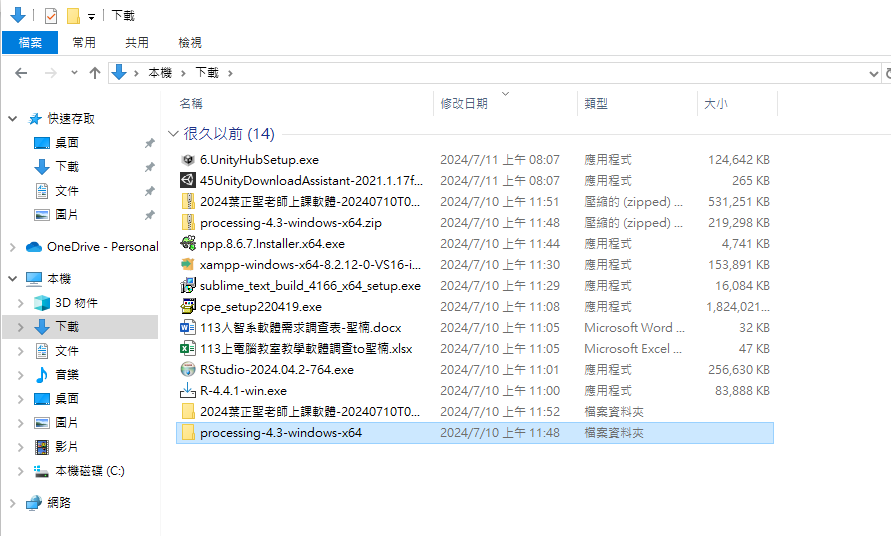 下載
檔案 常用 共用 檢視
本機 下載
名稱 修改日期 類型 大小
快速存取
桌面
下載
文件
圖片
OneDrive - Personal
本機
3D 物件
下載
文件
音樂
桌面
圖片
影片
本機磁碟 (C:)
網路
很久以前 (14)
6.UnityHubSetup.exe 2024/7/11 上午 08:07 應用程式 124,642 KB
45UnityDownloadAssistant-2021.1.17f... 2024/7/11 上午 08:07 應用程式 265 KB
2024葉正聖老師上課軟體-20240710T0... 2024/7/10 上午 11:51 壓縮的 (zipped) ... 531,251 KB
processing-4.3-windows-x64.zip 2024/7/10 上午 11:48 壓縮的 (zipped) ... 219,298 KB
npp.8.6.7.Installer.x64.exe 2024/7/10 上午 11:44 應用程式 4,741 KB
xampp-windows-x64-8.2.12-0-VS16-i... 2024/7/10 上午 11:30 應用程式 153,891 KB
sublime_text_build_4166_x64_setup.exe 2024/7/10 上午 11:29 應用程式 16,084 KB
cpe_setup220419.exe 2024/7/10 上午 11:08 應用程式 1,824,021...
113人智系軟體需求調查表-聖楠.docx 2024/7/10 上午 11:05 Microsoft Word ... 32 KB
113上電腦教室教學軟體調查to聖楠.xlsx 2024/7/10 上午 11:05 Microsoft Excel ... 47 KB
RStudio-2024.04.2-764.exe 2024/7/10 上午 11:01 應用程式 256,630 KB
R-4.4.1-win.exe 2024/7/10 上午 11:00 應用程式 83,888 KB
2024葉正聖老師上課軟體-20240710T0... 2024/7/10 上午 11:52 檔案資料夾
processing-4.3-windows-x64 2024/7/10 上午 11:48 檔案資料夾